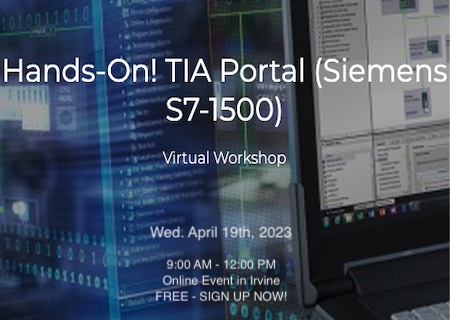 Hands-On! TIA Portal (Siemens
S7-1500)
Virtual Workshop
Wed. April 19th, 2023
9:00 AM - 12:00 PM
Online Event in Irvine
FREE - SIGN UP NOW!